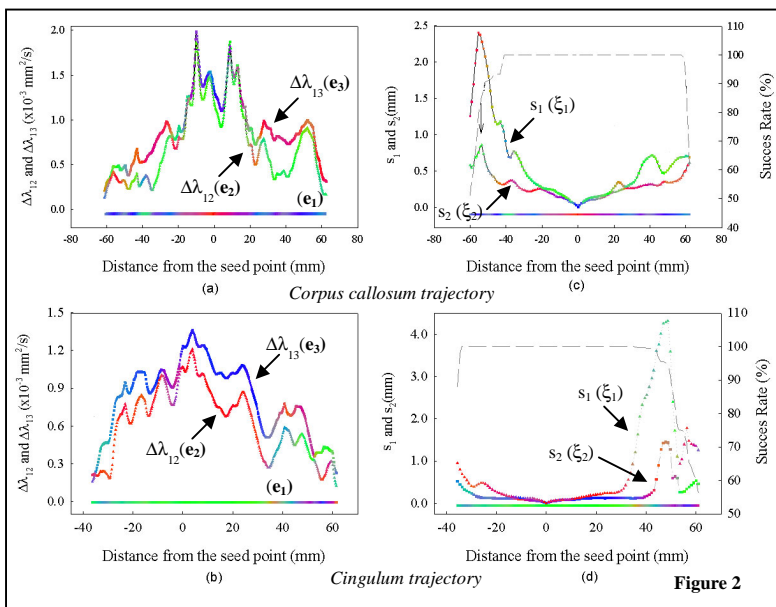 2.0
1.5
1.0
0.5
0.0
Δλ₁₂ and Δλ₁₃ (x10⁻³ mm²/s)
Δλ₁₃(e₃)
Δλ₁₂(e₂)
(e₁)
-80 -60 -40 -20 0 20 40 60 80
Distance from the seed point (mm)
(a)
2.5
2.0
1.5
1.0
0.5
0.0
s₁ and s₂(mm)
s₁ (ξ₁)
s₂ (ξ₂)
110
100
90
80
70
60
50
40
Succes Rate (%)
-80 -60 -40 -20 0 20 40 60 80
Distance from the seed point (mm)
(c)
Corpus callosum trajectory
1.5
1.2
0.9
0.6
0.3
0.0
Δλ₁₂ and Δλ₁₃ (x10⁻³ mm²/s)
Δλ₁₃(e₃)
Δλ₁₂(e₂)
(e₁)
-40 -20 0 20 40 60
Distance from the seed point (mm)
(b)
4.0
3.0
2.0
1.0
0.0
s₁ and s₂(mm)
s₁ (ξ₁)
s₂ (ξ₂)
110
100
90
80
70
60
50
Succes Rate (%)
-40 -20 0 20 40 60
Distance from the seed point (mm)
(d)
Cingulum trajectory
Figure 2